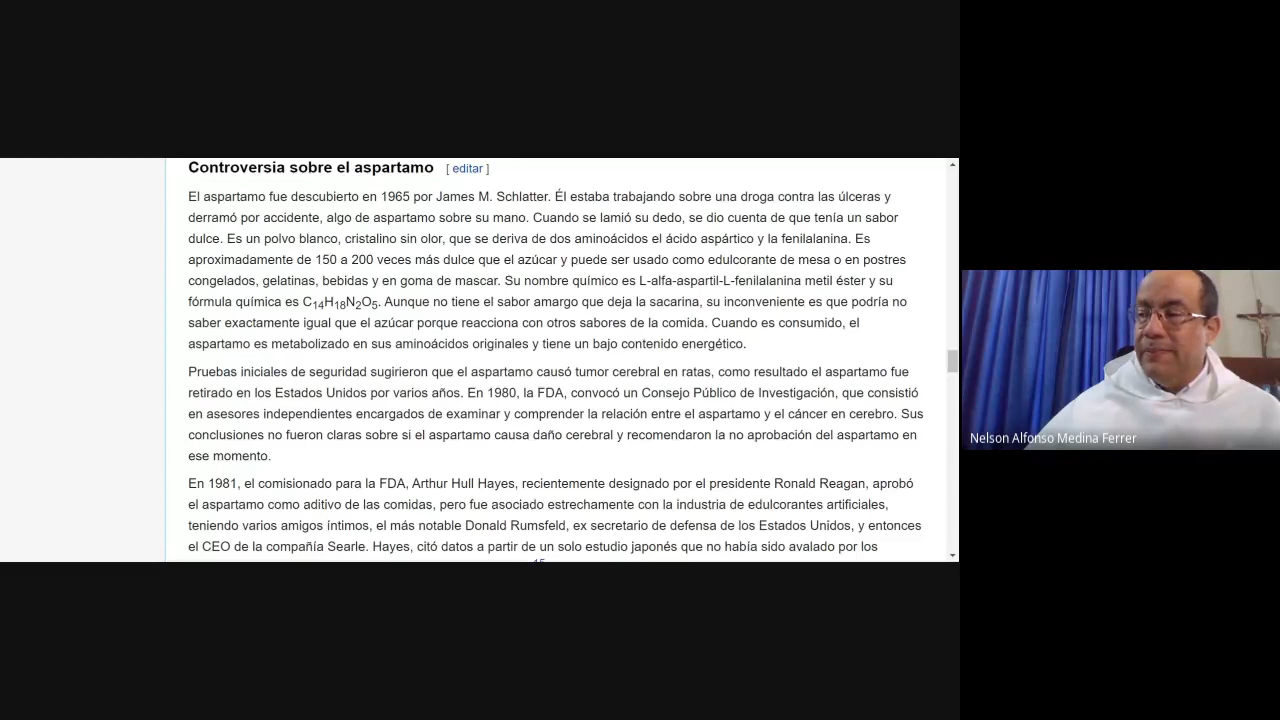 Controversia sobre el aspartamo [ editar ]
El aspartamo fue descubierto en 1965 por James M. Schlatter. Él estaba trabajando sobre una droga contra las úlceras y
derramó por accidente, algo de aspartamo sobre su mano. Cuando se lamió su dedo, se dio cuenta de que tenía un sabor
dulce. Es un polvo blanco, cristalino sin olor, que se deriva de dos aminoácidos el ácido aspártico y la fenilalanina. Es
aproximadamente de 150 a 200 veces más dulce que el azúcar y puede ser usado como edulcorante de mesa o en postres
congelados, gelatinas, bebidas y en goma de mascar. Su nombre químico es L-alfa-aspartil-L-fenilalanina metil éster y su
fórmula química es C₁₄H₁₈N₂O₅. Aunque no tiene el sabor amargo que deja la sacarina, su inconveniente es que podría no
saber exactamente igual que el azúcar porque reacciona con otros sabores de la comida. Cuando es consumido, el
aspartamo es metabolizado en sus aminoácidos originales y tiene un bajo contenido energético.
Pruebas iniciales de seguridad sugirieron que el aspartamo causó tumor cerebral en ratas, como resultado el aspartamo fue
retirado en los Estados Unidos por varios años. En 1980, la FDA, convocó un Consejo Público de Investigación, que consistió
en asesores independientes encargados de examinar y comprender la relación entre el aspartamo y el cáncer en cerebro. Sus
conclusiones no fueron claras sobre si el aspartamo causa daño cerebral y recomendaron la no aprobación del aspartamo en
ese momento.
En 1981, el comisionado para la FDA, Arthur Hull Hayes, recientemente designado por el presidente Ronald Reagan, aprobó
el aspartamo como aditivo de las comidas, pero fue asociado estrechamente con la industria de edulcorantes artificiales,
teniendo varios amigos íntimos, el más notable Donald Rumsfeld, ex secretario de defensa de los Estados Unidos, y entonces
el CEO de la compañía Searle. Hayes, citó datos a partir de un solo estudio japonés que no había sido avalado por los
Nelson Alfonso Medina Ferrer